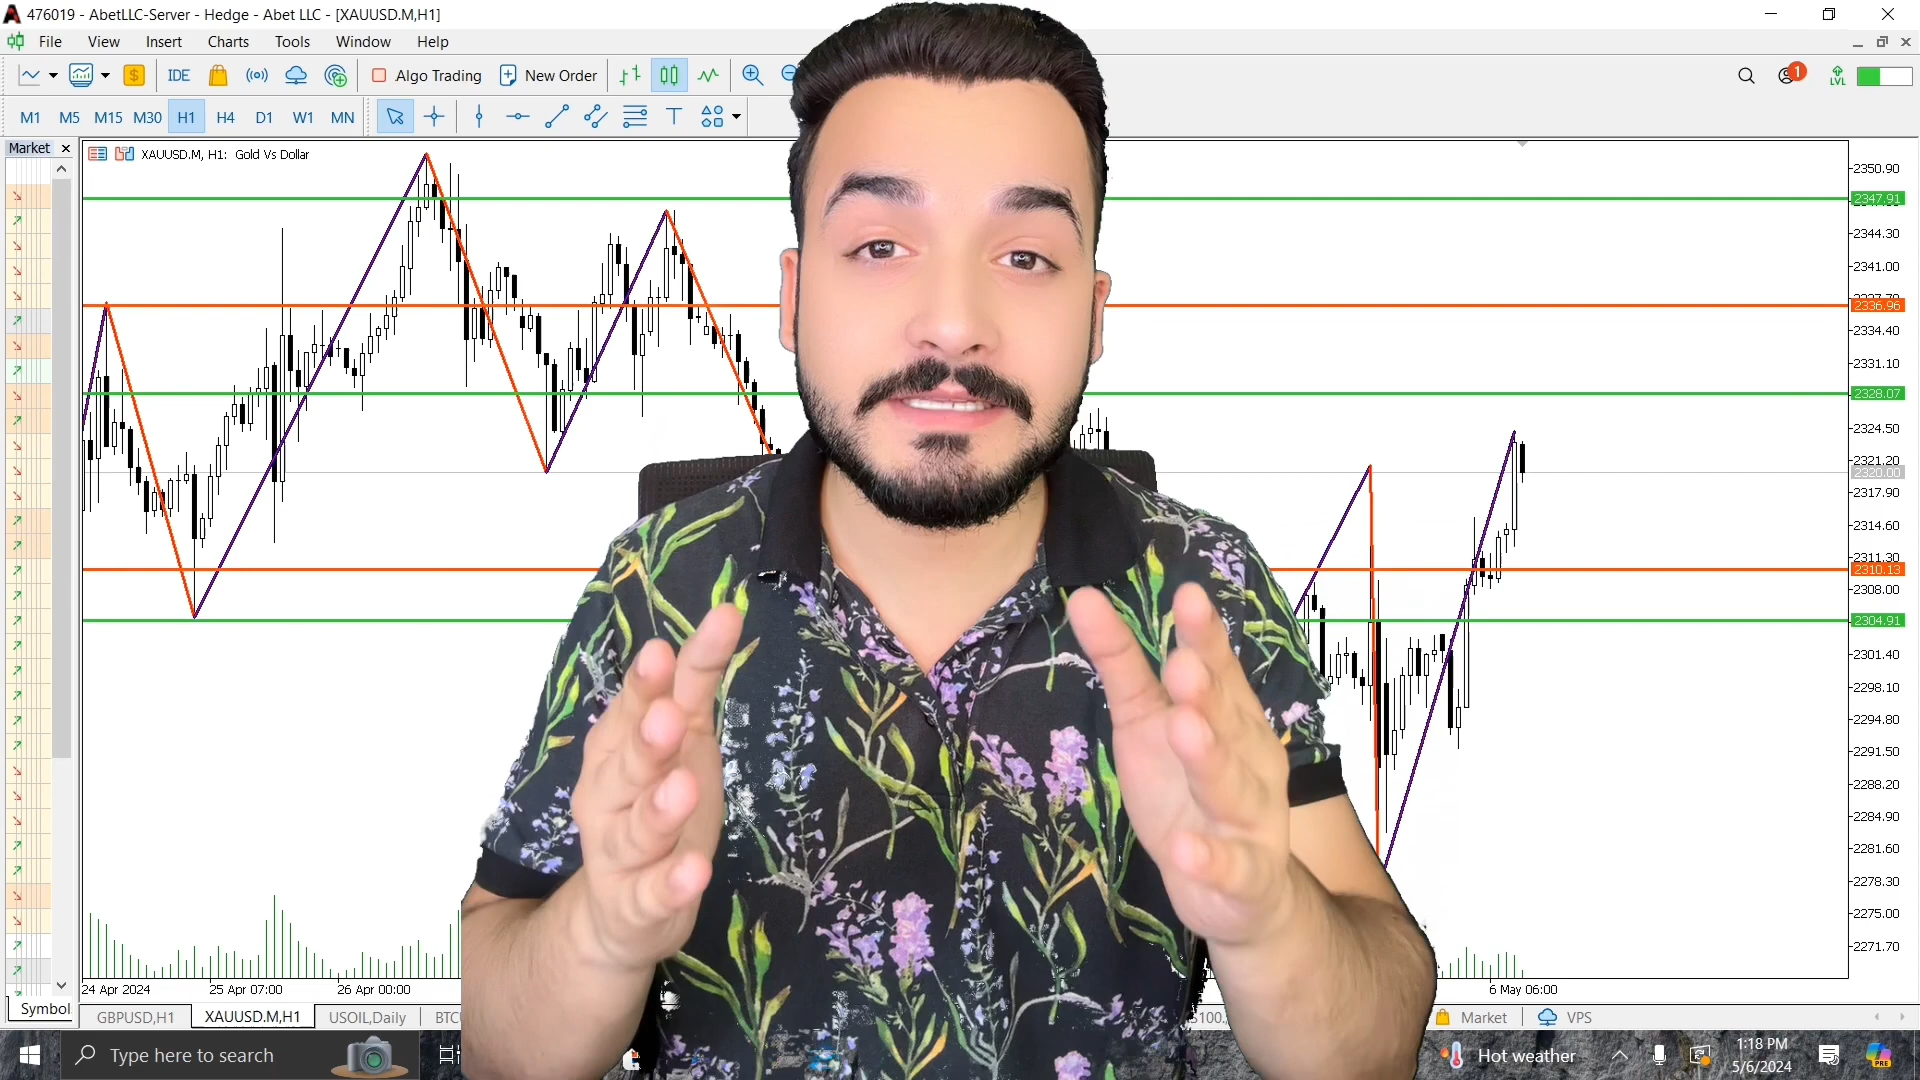 476019 - AbetLLC-Server - Hedge - Abet LLC - [XAUUSD.M,H1]
File View Insert Charts Tools Window Help
IDE Algo Trading New Order 1 LVL
M1 M5 M15 M30 H1 H4 D1 W1 MN T
Market
XAUUSD.M, H1: Gold Vs Dollar
2350.90
2347.91
2344.30
2341.00
2336.96
2334.40
2331.10
2328.07
2324.50
2321.20
2320.00
2317.90
2314.60
2311.30
2310.13
2308.00
2304.91
2301.40
2298.10
2294.80
2291.50
2288.20
2284.90
2281.60
2278.30
2275.00
2271.70
24 Apr 2024 25 Apr 07:00 26 Apr 00:00 6 May 06:00
Symbol GBPUSD,H1 XAUUSD.M,H1 USOIL,Daily Market VPS
Type here to search Hot weather 1:18 PM
5/6/2024
PRE